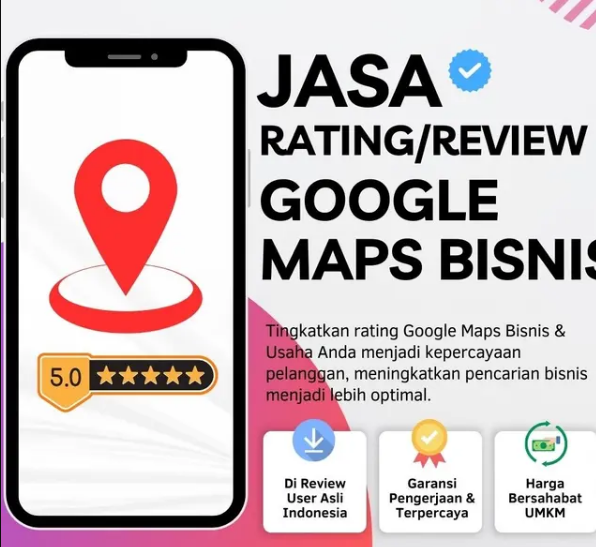 JASA
RATING/REVIEW
GOOGLE
MAPS BISNIS
Tingkatkan rating Google Maps Bisnis &
Usaha Anda menjadi kepercayaan
pelanggan, meningkatkan pencarian bisnis
menjadi lebih optimal.
5.0
Di Review
User Asli
Indonesia
Garansi
Pengerjaan &
Terpercaya
Harga
Bersahabat
UMKM